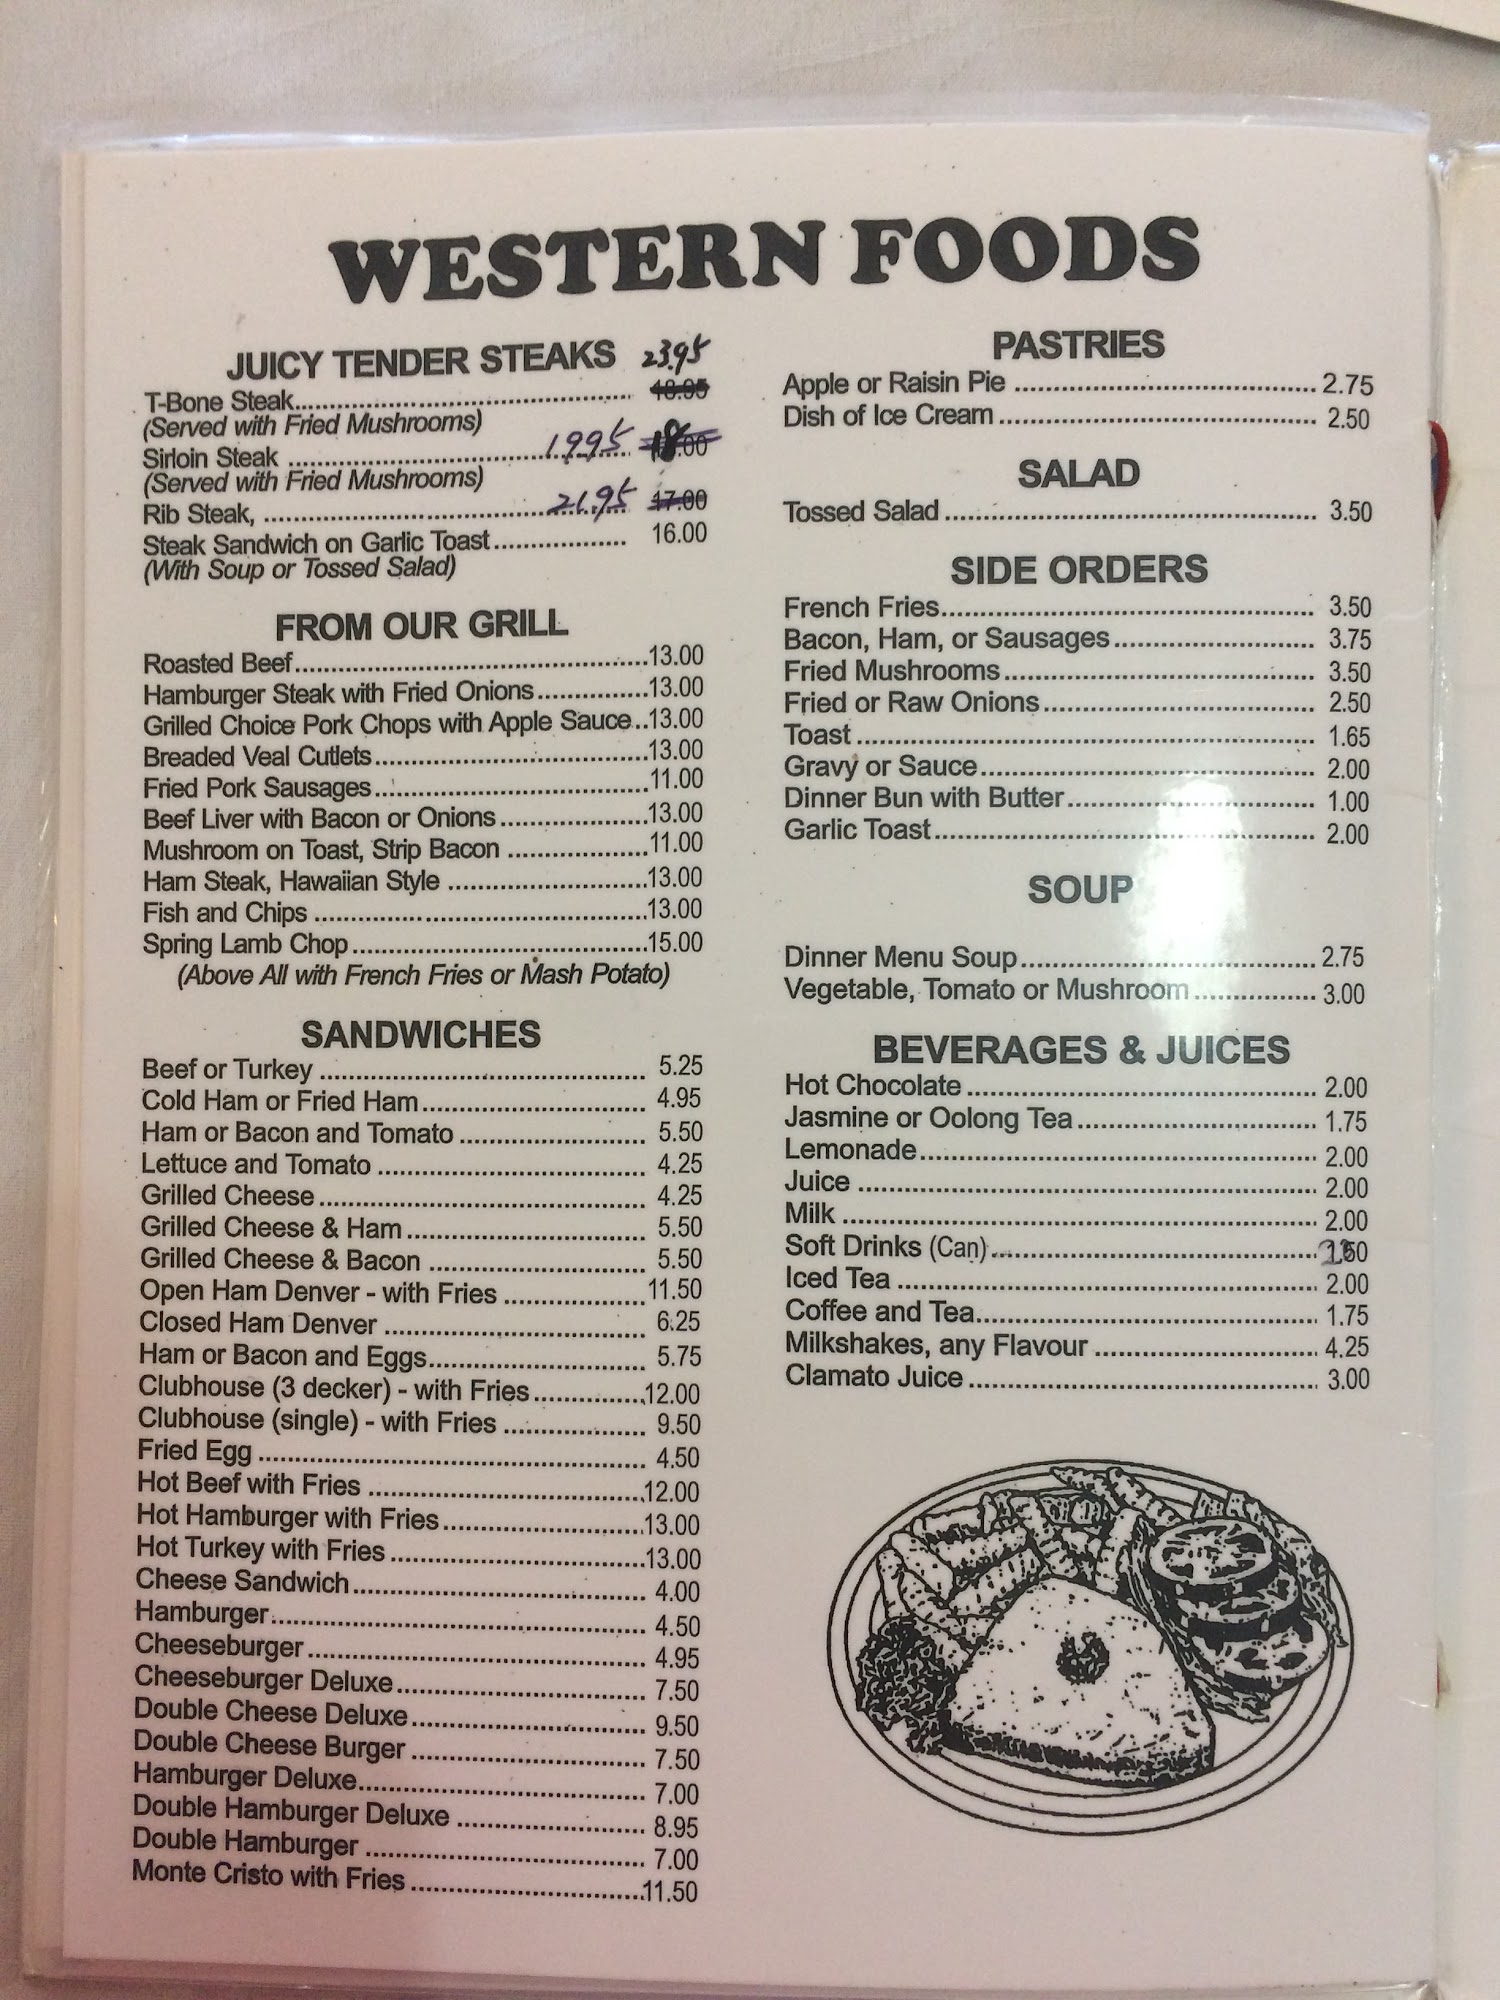 WESTERN FOODS
JUICY TENDER STEAKS 23.95
T-Bone Steak
(Served with Fried Mushrooms)
Sirloin Steak 19.95
(Served with Fried Mushrooms)
Rib Steak, 21.95 17.00
Steak Sandwich on Garlic Toast 16.00
(With Soup or Tossed Salad)
FROM OUR GRILL
Roasted Beef 13.00
Hamburger Steak with Fried Onions 13.00
Grilled Choice Pork Chops with Apple Sauce 13.00
Breaded Veal Cutlets 13.00
Fried Pork Sausages 11.00
Beef Liver with Bacon or Onions 13.00
Mushroom on Toast, Strip Bacon 11.00
Ham Steak, Hawaiian Style 13.00
Fish and Chips 13.00
Spring Lamb Chop 15.00
(Above All with French Fries or Mash Potato)
SANDWICHES
Beef or Turkey 5.25
Cold Ham or Fried Ham 4.95
Ham or Bacon and Tomato 5.50
Lettuce and Tomato 4.25
Grilled Cheese 4.25
Grilled Cheese & Ham 5.50
Grilled Cheese & Bacon 5.50
Open Ham Denver - with Fries 11.50
Closed Ham Denver 6.25
Ham or Bacon and Eggs 5.75
Clubhouse (3 decker) - with Fries 12.00
Clubhouse (single) - with Fries 9.50
Fried Egg 4.50
Hot Beef with Fries 12.00
Hot Hamburger with Fries 13.00
Hot Turkey with Fries 13.00
Cheese Sandwich 4.00
Hamburger 4.50
Cheeseburger 4.95
Cheeseburger Deluxe 7.50
Double Cheese Deluxe 9.50
Double Cheese Burger 7.50
Hamburger Deluxe 7.00
Double Hamburger Deluxe 8.95
Double Hamburger 7.00
Monte Cristo with Fries 11.50
PASTRIES
Apple or Raisin Pie 2.75
Dish of Ice Cream 2.50
SALAD
Tossed Salad 3.50
SIDE ORDERS
French Fries 3.50
Bacon, Ham, or Sausages 3.75
Fried Mushrooms 3.50
Fried or Raw Onions 2.50
Toast 1.65
Gravy or Sauce 2.00
Dinner Bun with Butter 1.00
Garlic Toast 2.00
SOUP
Dinner Menu Soup 2.75
Vegetable, Tomato or Mushroom 3.00
BEVERAGES & JUICES
Hot Chocolate 2.00
Jasmine or Oolong Tea 1.75
Lemonade 2.00
Juice 2.00
Milk 2.00
Soft Drinks (Can)
Iced Tea 2.00
Coffee and Tea 1.75
Milkshakes, any Flavour 4.25
Clamato Juice 3.00